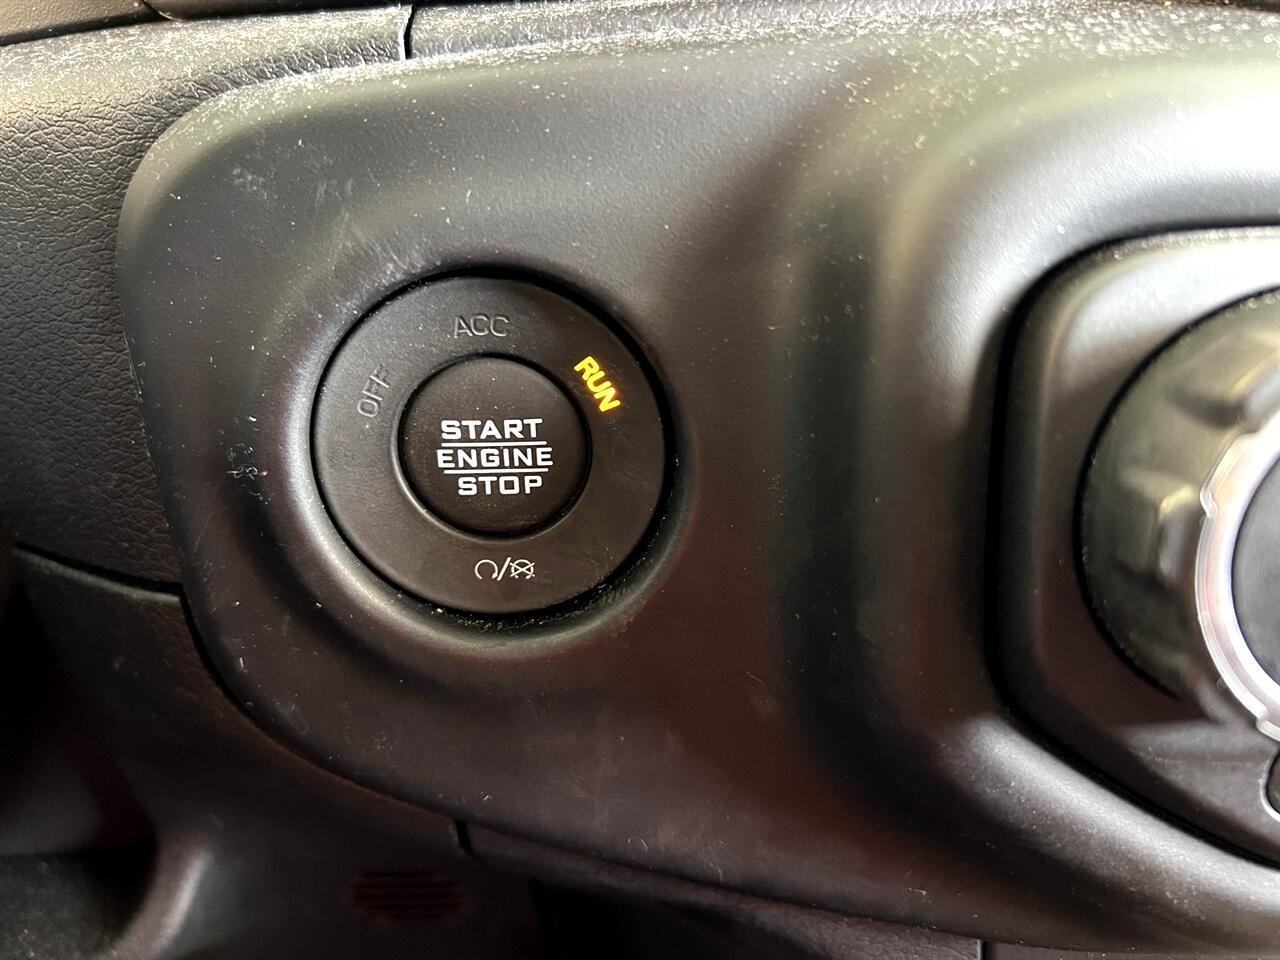 OFF
ACC
RUN
START
ENGINE
STOP